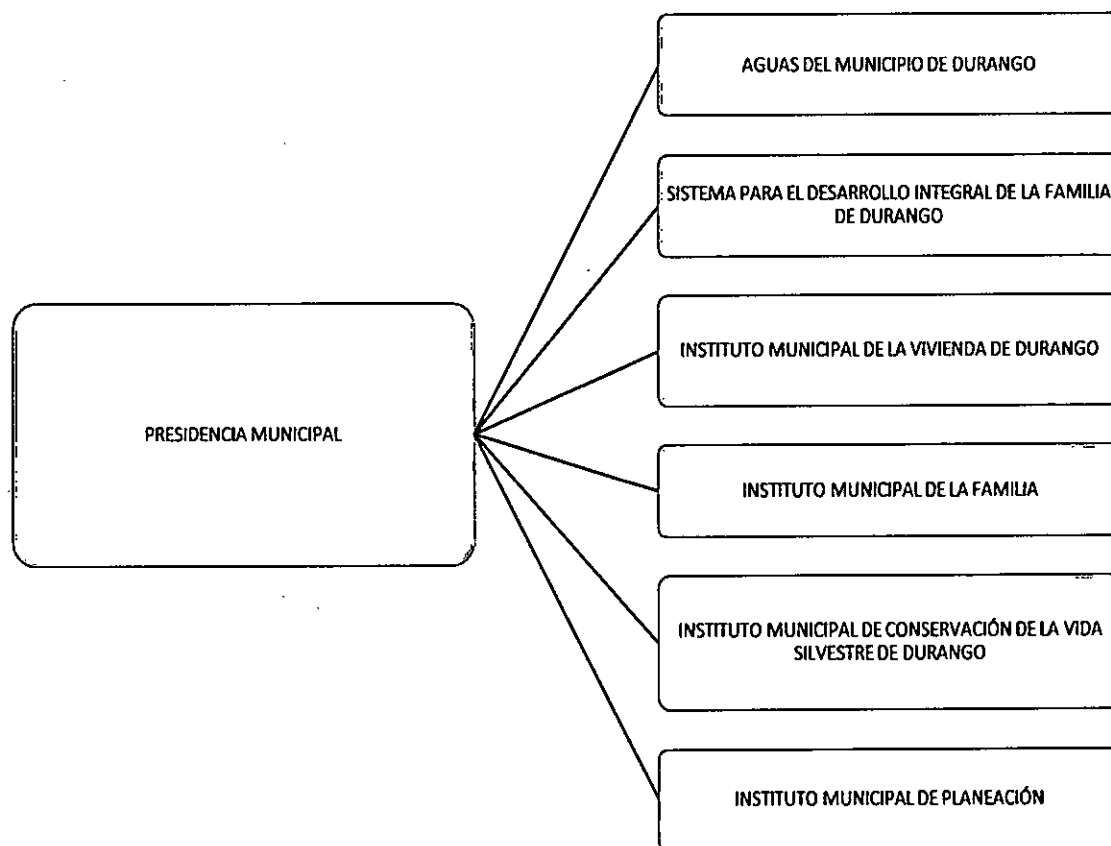 AGUAS DEL MUNICIPIO DE DURANGO
SISTEMA PARA EL DESARROLLO INTEGRAL DE LA FAMILIA
DE DURANGO
INSTITUTO MUNICIPAL DE LA VIVIENDA DE DURANGO
PRESIDENCIA MUNICIPAL
INSTITUTO MUNICIPAL DE LA FAMILIA
INSTITUTO MUNICIPAL DE CONSERVACIÓN DE LA VIDA
SILVESTRE DE DURANGO
INSTITUTO MUNICIPAL DE PLANEACIÓN